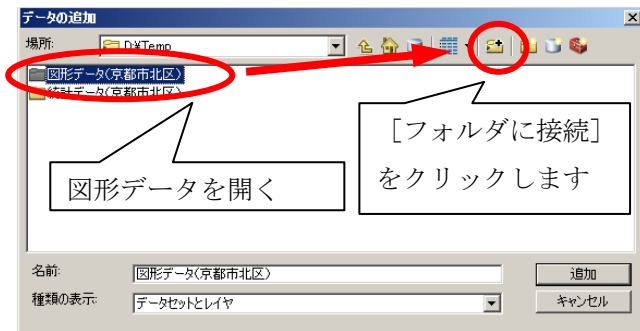 データの追加
場所: D:¥Temp
図形データ(京都市北区)
統計データ(京都市北区)
[フォルダに接続]
をクリックします
図形データを開く
名前: 図形データ(京都市北区) 追加
種類の表示: データセットとレイヤ キャンセル